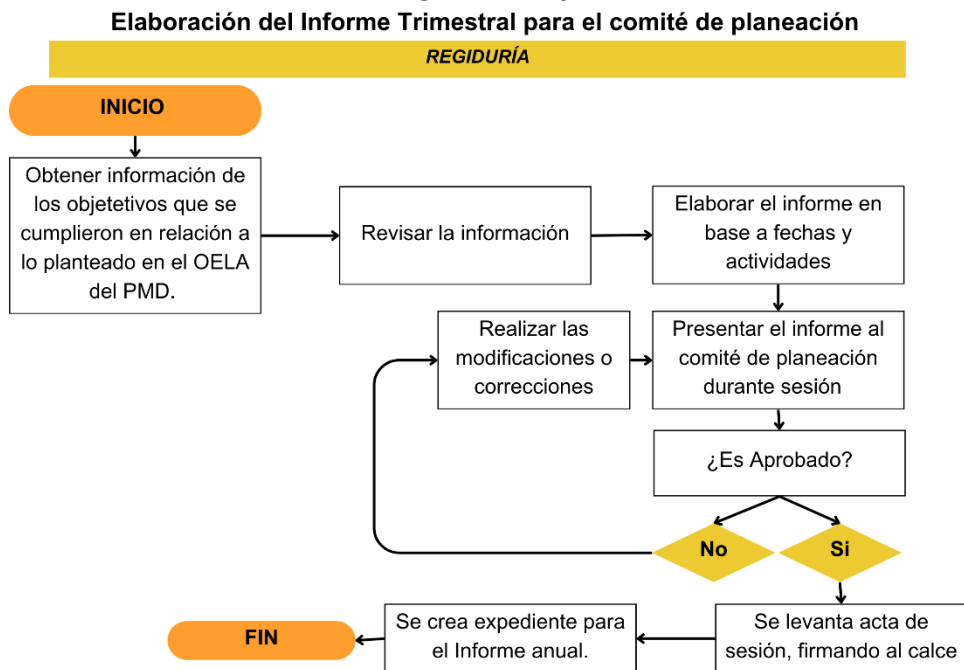 Elaboración del Informe Trimestral para el comité de planeación
REGIDURÍA
INICIO
Obtener información de
los objetetivos que se
cumplieron en relación a
lo planteado en el OELA
del PMD.
Revisar la información
Elaborar el informe en
base a fechas y
actividades
Realizar las
modificaciones o
correcciones
Presentar el informe al
comité de planeación
durante sesión
¿Es Aprobado?
No
Si
Se levanta acta de
sesión, firmando al calce
Se crea expediente para
el Informe anual.
FIN